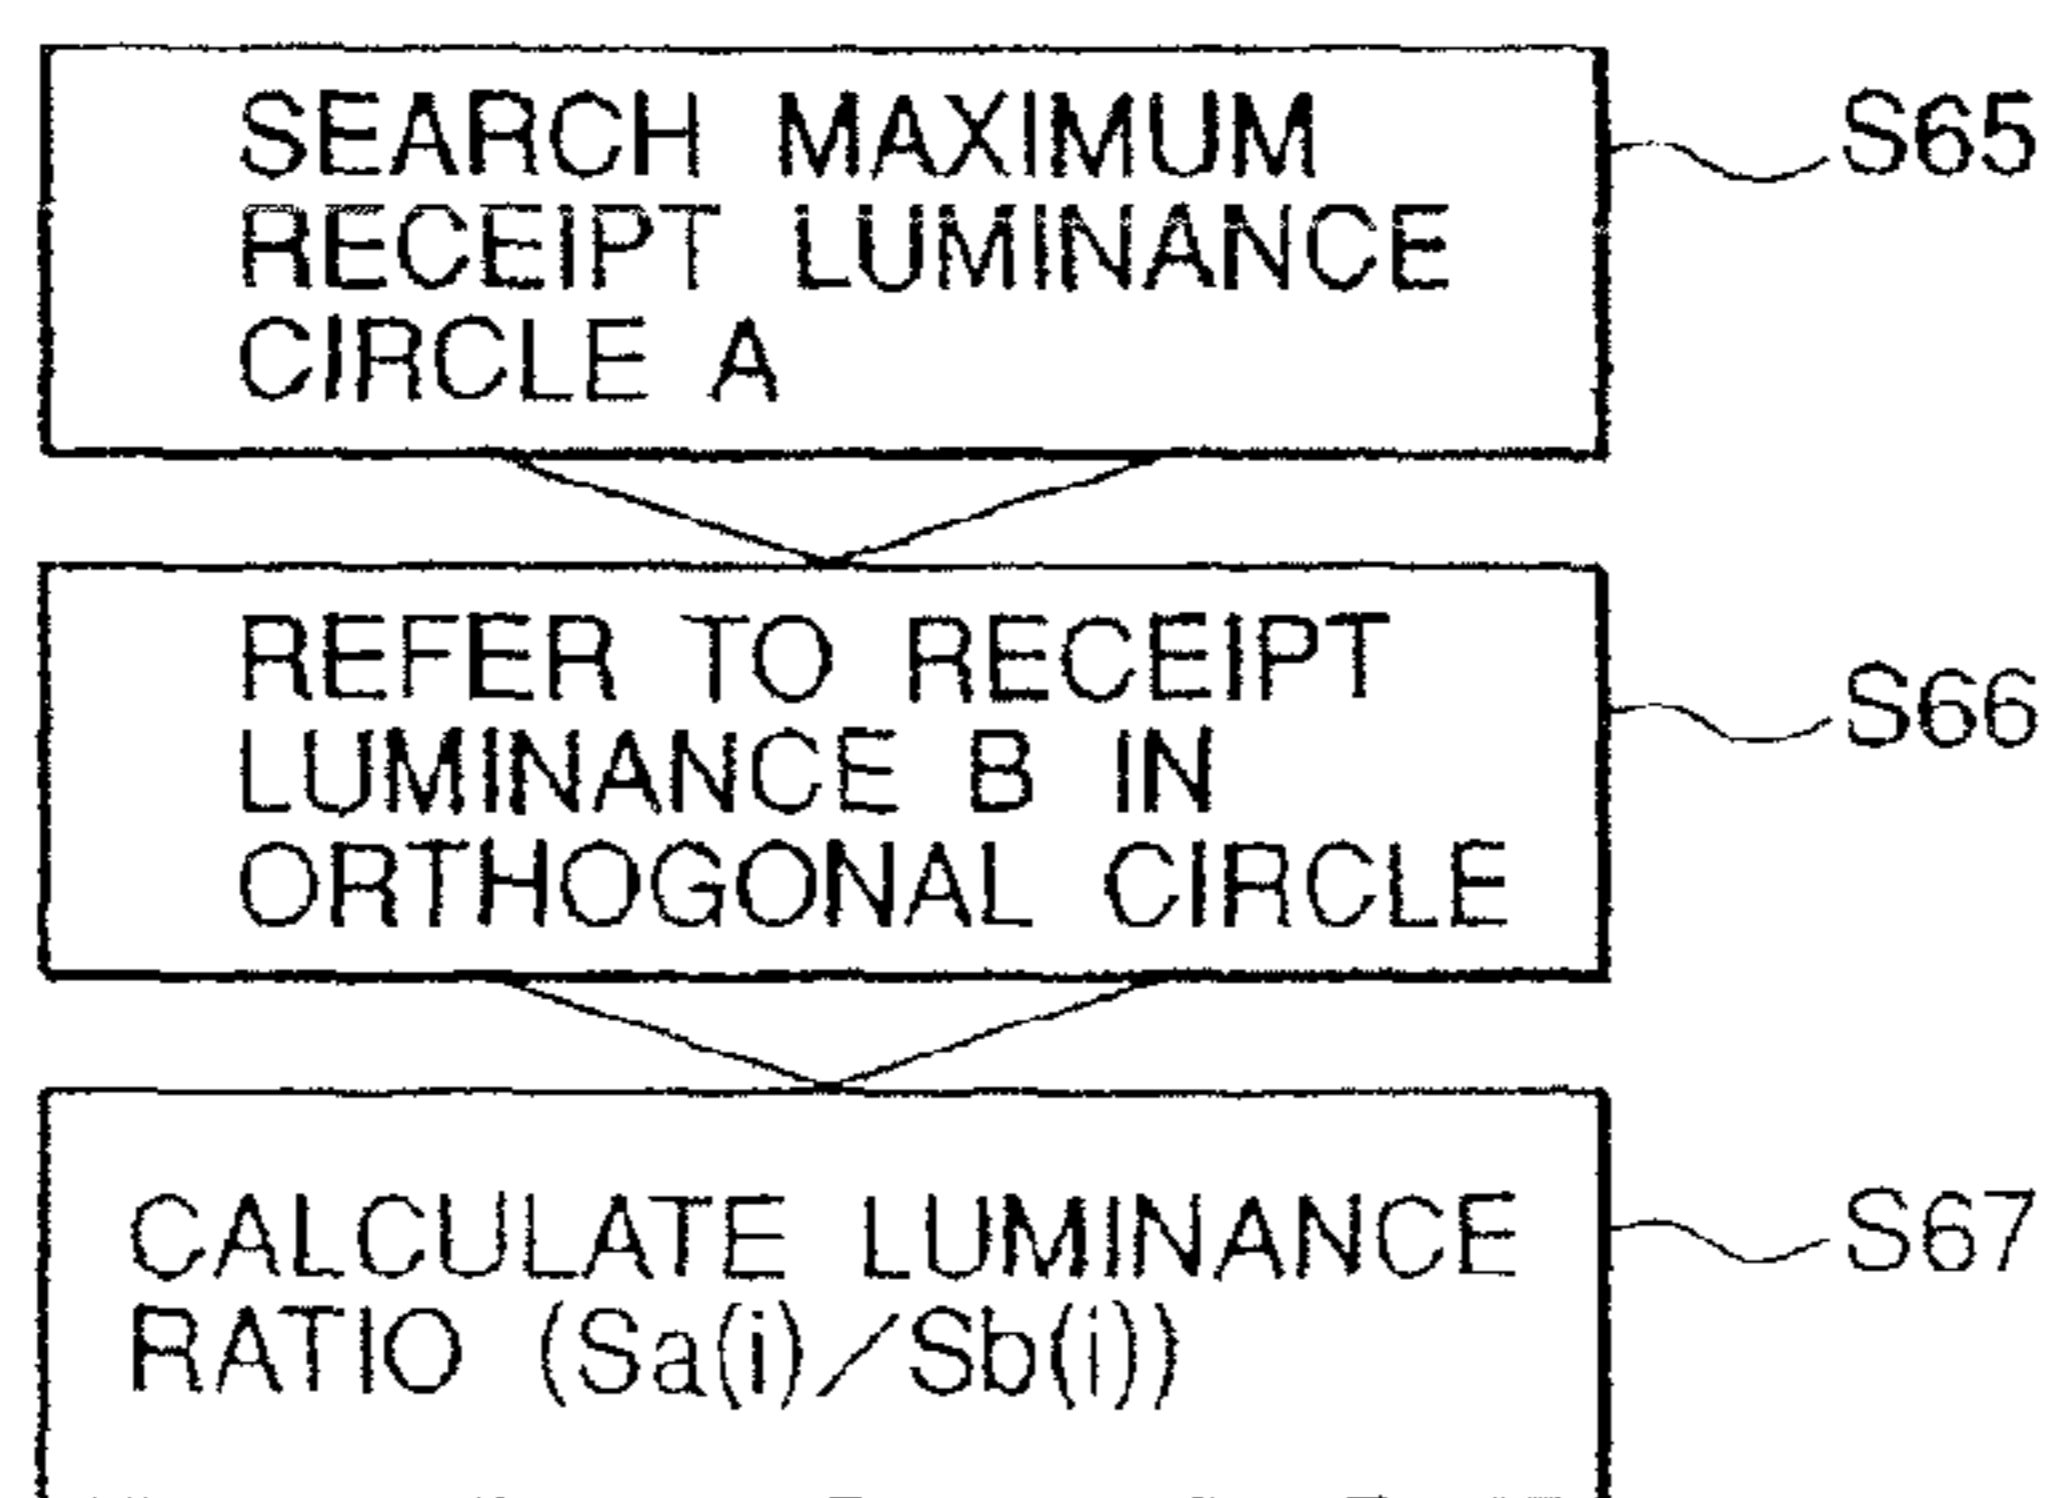 SEARCH MAXIMUM
RECEIPT LUMINANCE
CIRCLE A
S65
REFER TO RECEIPT
LUMINANCE B IN
ORTHOGONAL CIRCLE
S66
CALCULATE LUMINANCE
RATIO (Sa(i)/Sb(i))
S67